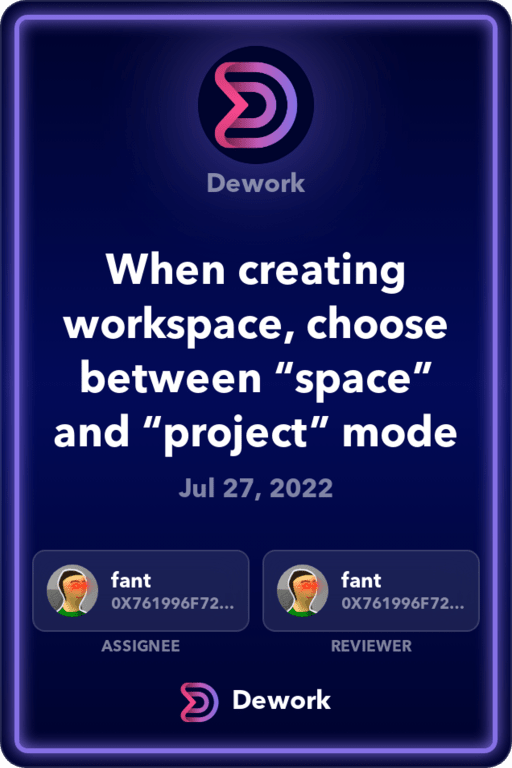 Dework
When creating
workspace, choose
between “space”
and “project” mode
Jul 27, 2022
fant
0X761996F72...
ASSIGNEE
fant
0X761996F72...
REVIEWER
Dework